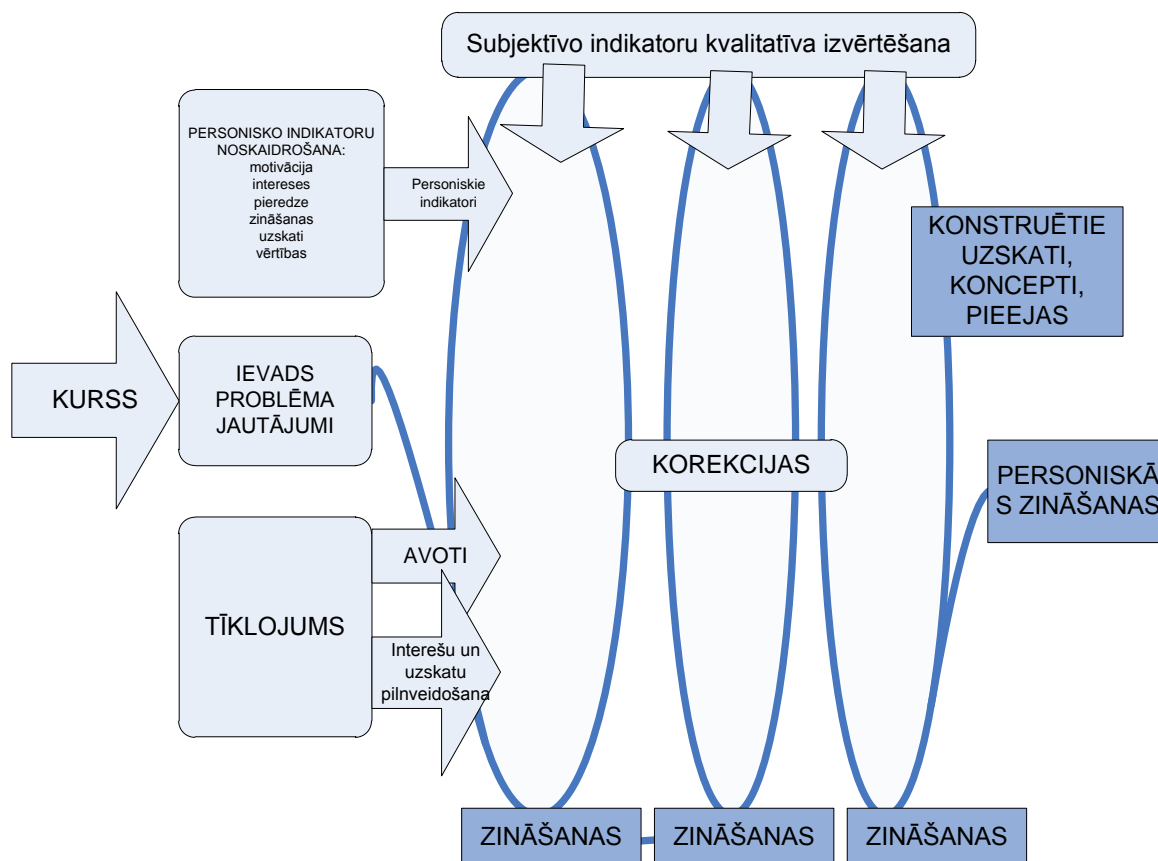 Subjektīvo indikatoru kvalitatīva izvērtēšana
PERSONISKO INDIKATORU
NOSKAIDROŠANA:
motivācija
intereses
pieredze
zināšanas
uzskati
vērtības
Personiskie
indikatori
KONSTRUĒTIE
UZSKATI,
KONCEPTI,
PIEEJAS
KURSS
IEVADS
PROBLĒMA
JAUTĀJUMI
KOREKCIJAS
PERSONISKĀ
S ZINĀŠANAS
TĪKLOJUMS
AVOTI
Interešu un
uzskatu
pilnveidošana
ZINĀŠANAS
ZINĀŠANAS
ZINĀŠANAS